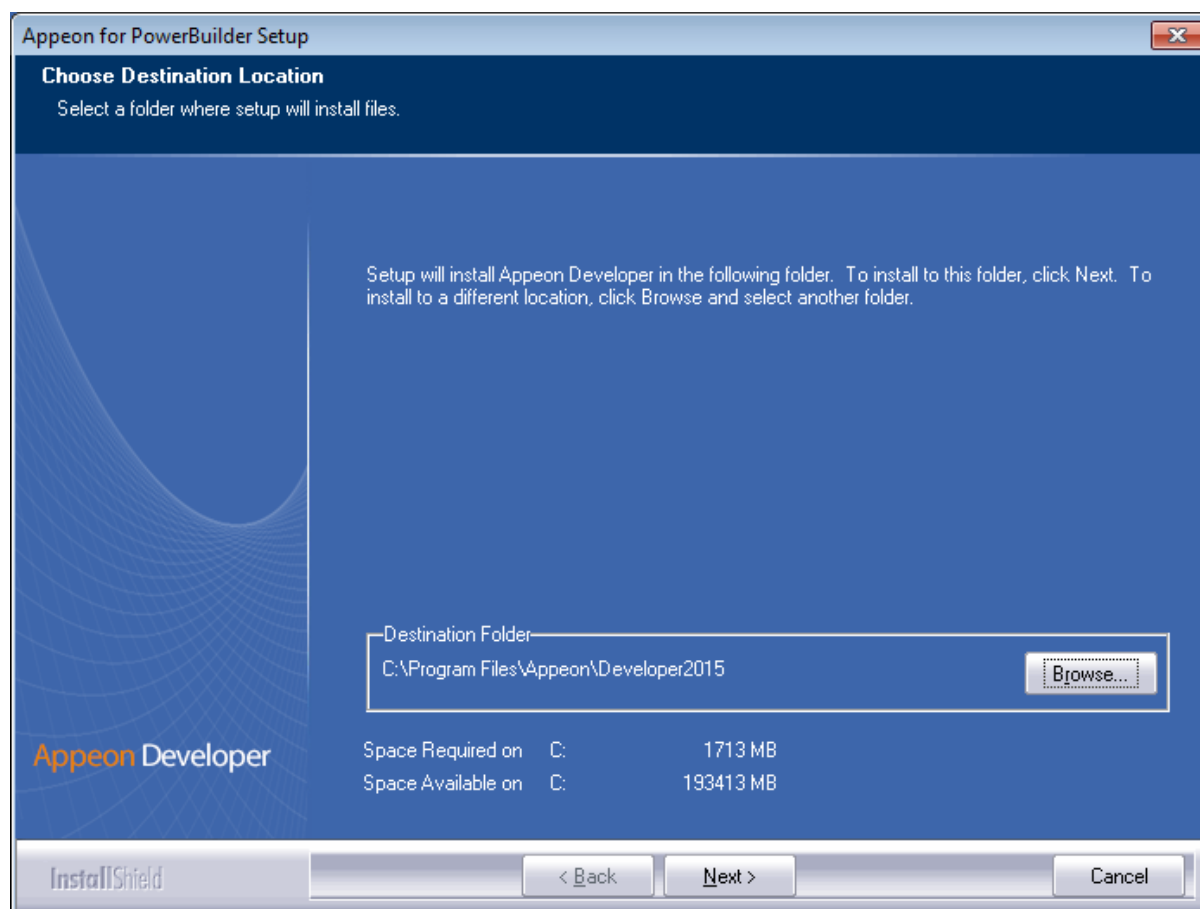 Appeon for PowerBuilder Setup
Choose Destination Location
Select a folder where setup will install files.
Setup will install Appeon Developer in the following folder. To install to this folder, click Next. To
install to a different location, click Browse and select another folder.
Destination Folder
C:\Program Files\Appeon\Developer2015
Browse...
Appeon Developer
Space Required on C: 1713 MB
Space Available on C: 193413 MB
InstallShield
< Back
Next >
Cancel